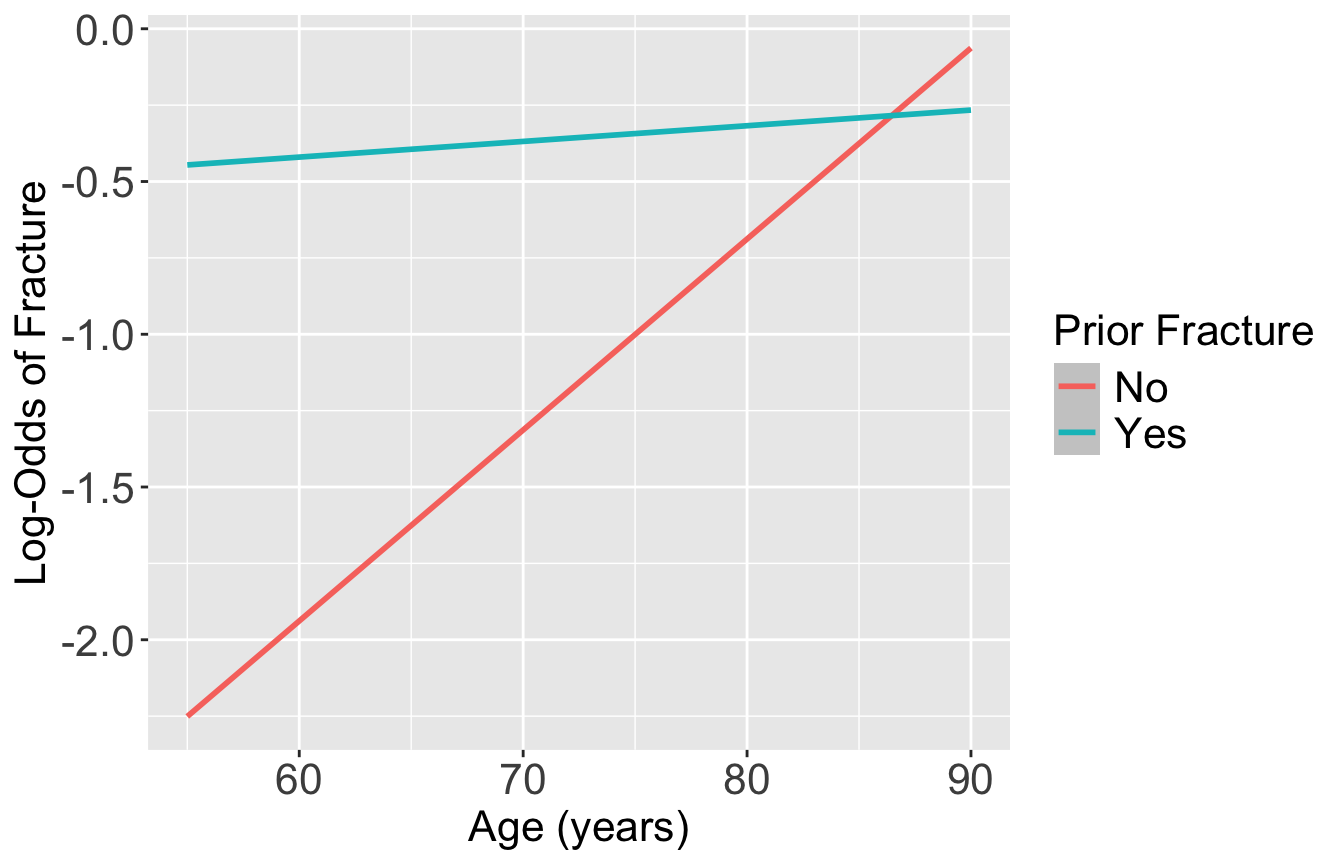 0.0
-0.5
-1.0
-1.5
-2.0
Log-Odds of Fracture
60 70 80 90
Age (years)
Prior Fracture
No
Yes